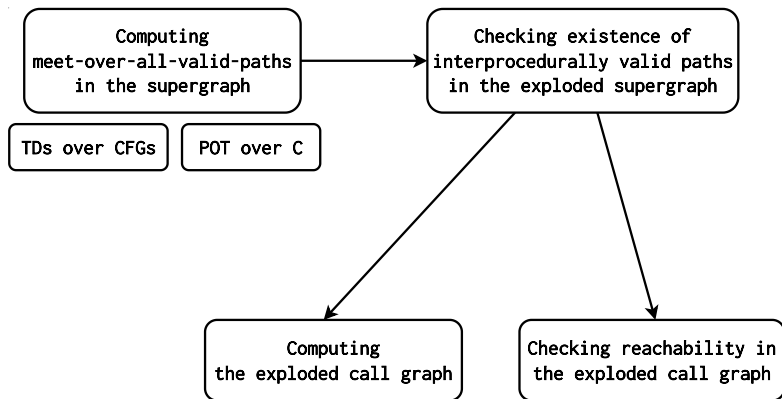 Computing
meet-over-all-valid-paths
in the supergraph
Checking existence of
interprocedurally valid paths
in the exploded supergraph
TDs over CFGs
POT over C
Computing
the exploded call graph
Checking reachability in
the exploded call graph